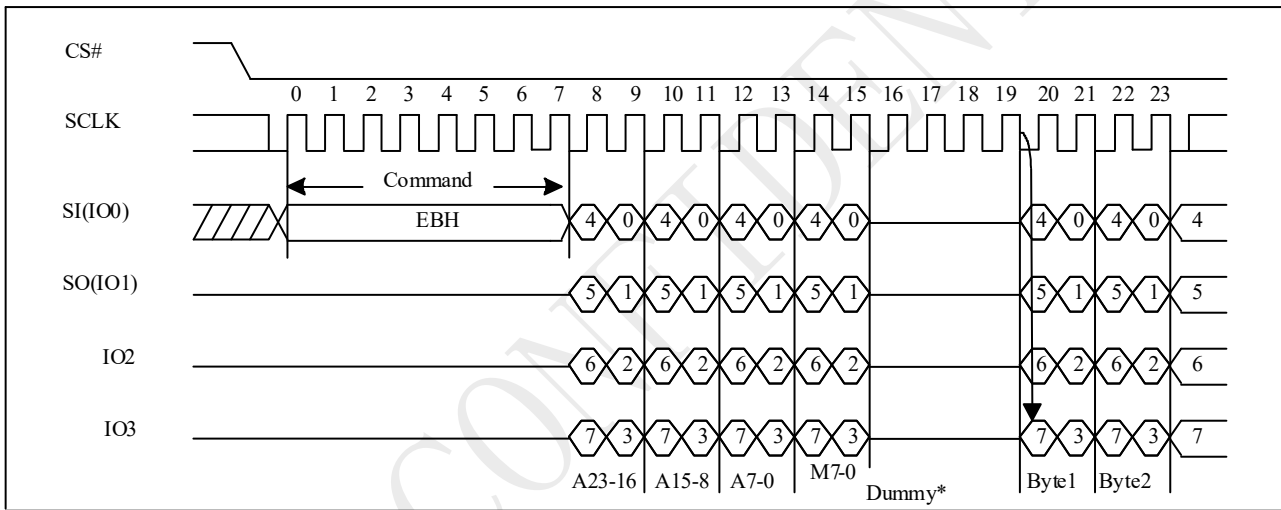 CS#
0 1 2 3 4 5 6 7 8 9 10 11 12 13 14 15 16 17 18 19 20 21 22 23
SCLK
Command
SI(IO0) EBH 4 0 4 0 4 0 4 0 4 0 4 0 4
SO(IO1) 5 1 5 1 5 1 5 1 5 1 5 1 5
IO2 6 2 6 2 6 2 6 2 6 2 6 2 6
IO3 7 3 7 3 7 3 7 3 7 3 7 3 7
A23-16 A15-8 A7-0 M7-0 Dummy* Byte1 Byte2
CONFIDEN